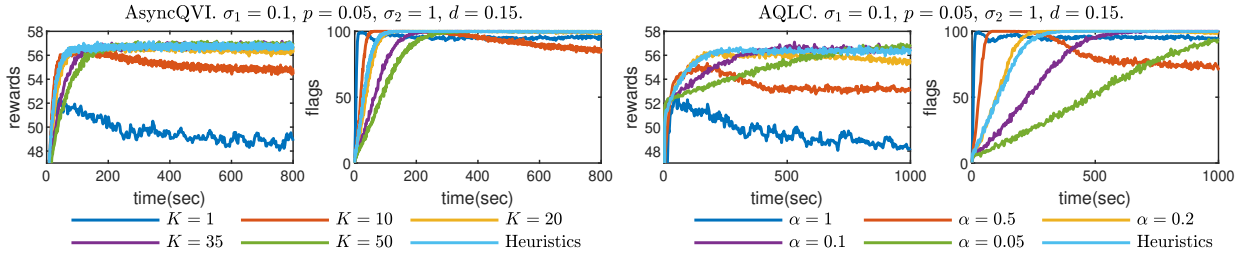 AsyncQVI. σ₁ = 0.1, p = 0.05, σ₂ = 1, d = 0.15.
rewards
58
56
54
52
50
48
0 200 400 600 800
time(sec)
flags
100
50
0
0 200 400 600 800
time(sec)
K = 1 K = 10 K = 20
K = 35 K = 50 Heuristics
AQLC. σ₁ = 0.1, p = 0.05, σ₂ = 1, d = 0.15.
rewards
58
56
54
52
50
48
0 500 1000
time(sec)
flags
100
50
0
0 500 1000
time(sec)
α = 1 α = 0.5 α = 0.2
α = 0.1 α = 0.05 Heuristics